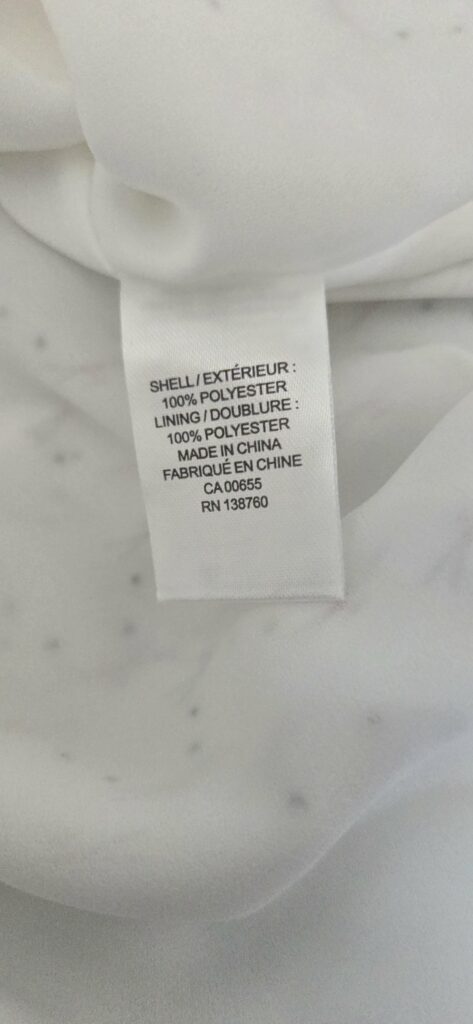 SHELL / EXTÉRIEUR :
100% POLYESTER
LINING / DOUBLURE :
100% POLYESTER
MADE IN CHINA
FABRIQUÉ EN CHINE
CA 00655
RN 138760